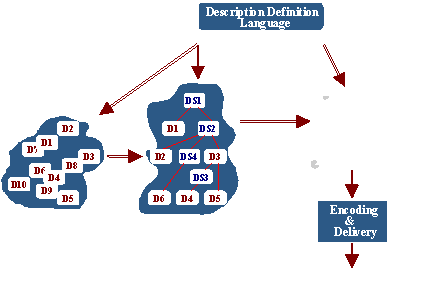 Description Definition
Language
DS1
D1
DS2
D2
DS4
D3
DS3
D6
D4
D5
D2
D1
D7
D3
D8
D6
D4
D10
D9
D5
Encoding
&
Delivery